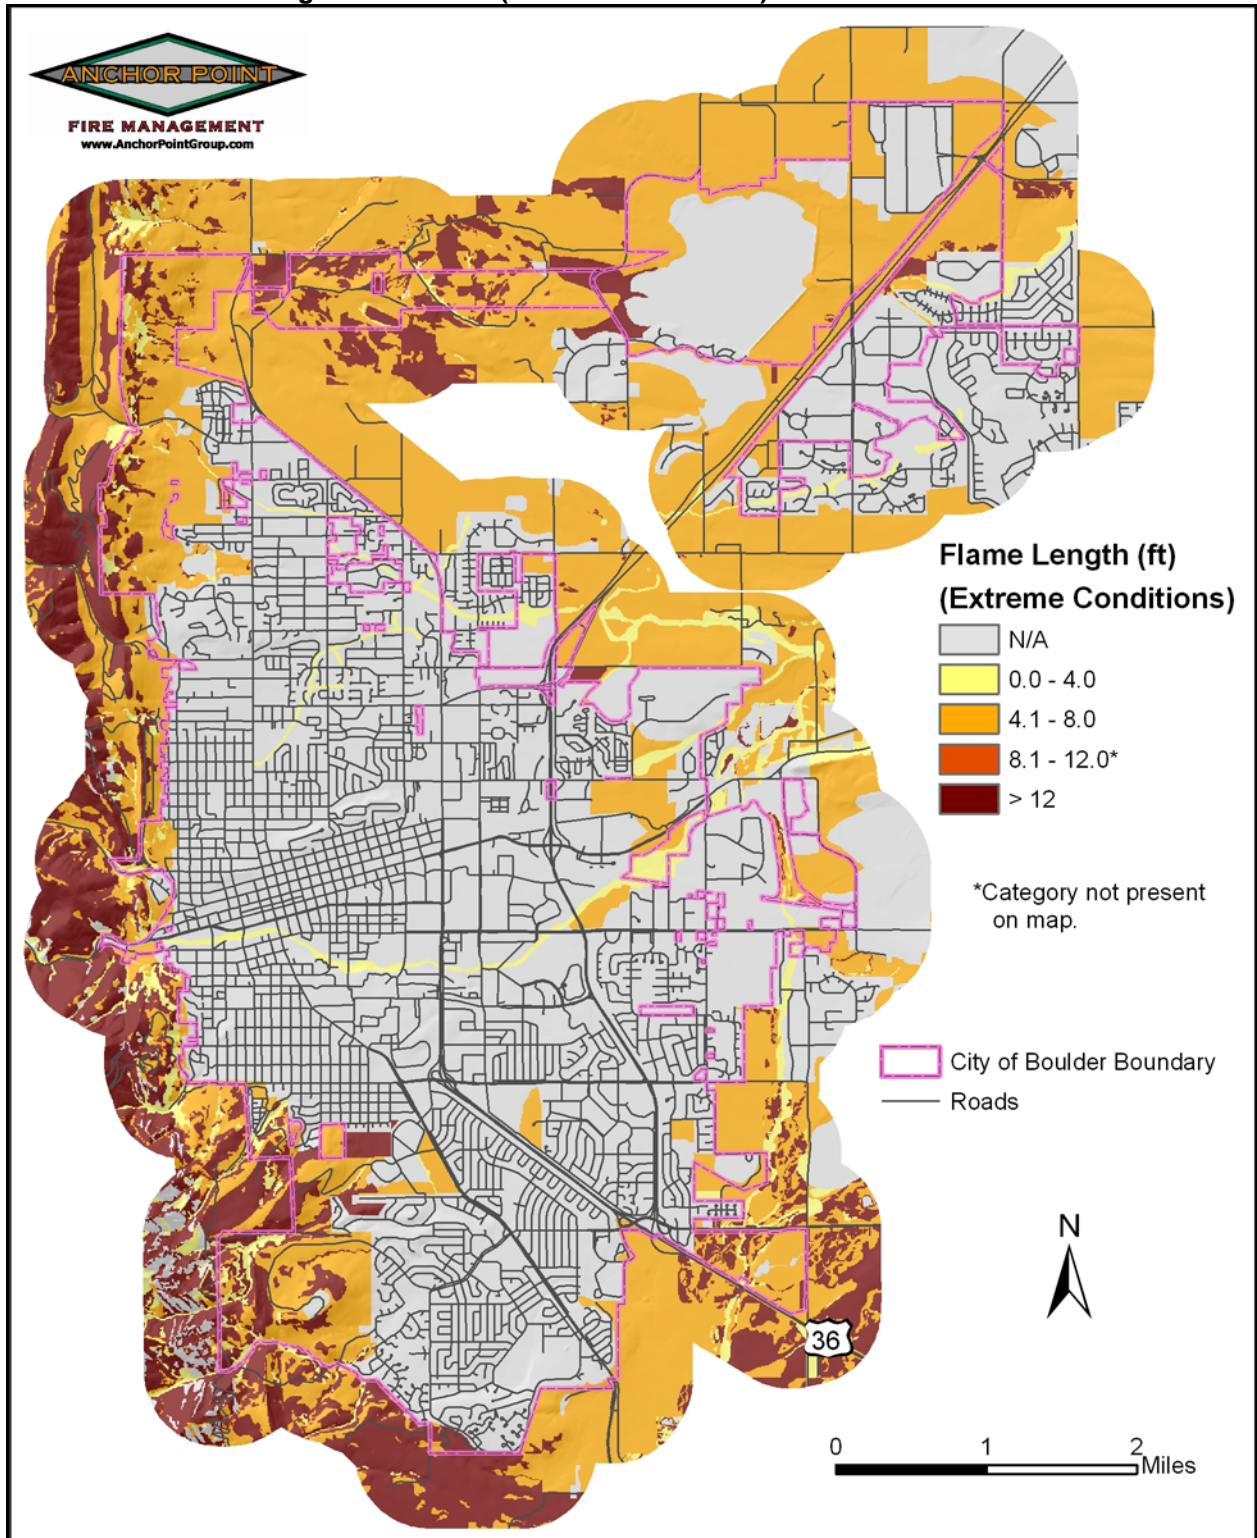 ANCHOR POINT
FIRE MANAGEMENT
www.AnchorPointGroup.com
Flame Length (ft)
(Extreme Conditions)
N/A
0.0 - 4.0
4.1 - 8.0
8.1 - 12.0*
> 12
*Category not present
on map.
City of Boulder Boundary
Roads
N
36
0 1 2
Miles